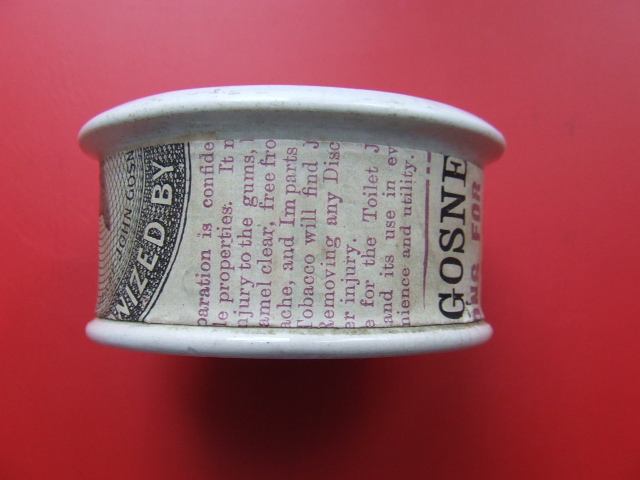 JOHN GOSN
NIZED BY
paration is confide
le properties. It
njury to the gums,
amel clear, free fro
ache, and Imparts
Tobacco will find J
Removing any Disc
er injury.
e for the Toilet J
and its use in ev
nience and utility.
GOSNE
FOR